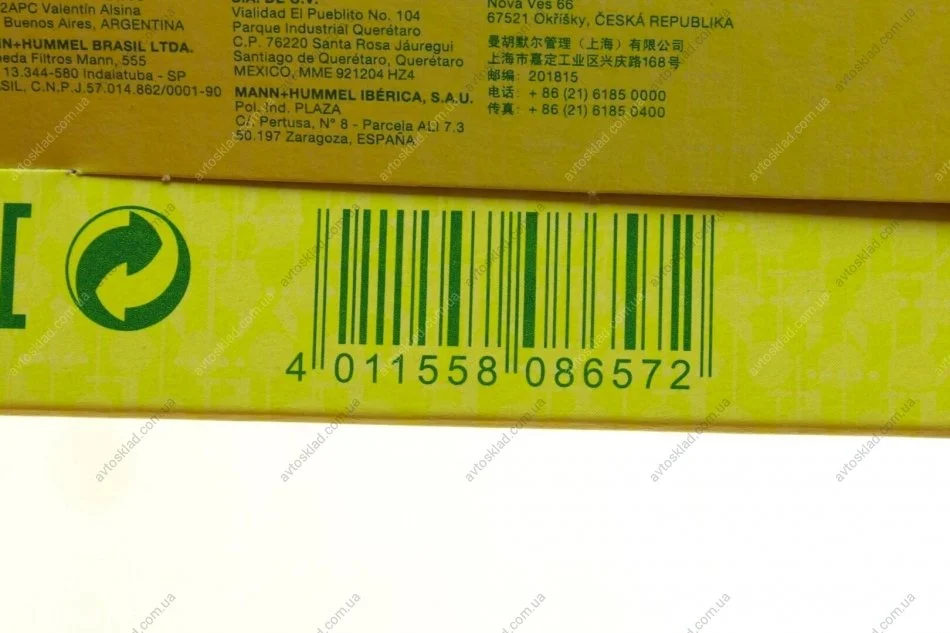 2APC Valentín Alsina
Buenos Aires, ARGENTINA
N+HUMMEL BRASIL LTDA.
eda Filtros Mann, 555
13.344-580 Indaiatuba - SP
SIL, C.N.P.J.57.014.862/0001-90
S.A. DE C.V.
Vialidad El Pueblito No. 104
Parque Industrial Querétaro
C.P. 76220 Santa Rosa Jáuregui
Santiago de Querétaro, Querétaro
MEXICO, MME 921204 HZ4
MANN+HUMMEL IBÉRICA, S.A.U.
Pol. Ind. PLAZA
C/. Pertusa, N° 8 - Parcela ALI 7.3
50.197 Zaragoza, ESPAÑA
Nová Ves 66
67521 Okříšky, ČESKÁ REPUBLIKA
曼胡默尔管理（上海）有限公司
上海市嘉定工业区兴庆路168号
邮编: 201815
电话: + 86 (21) 6185 0000
传真: + 86 (21) 6185 0400
4 011558 086572
avtosklad.com.ua